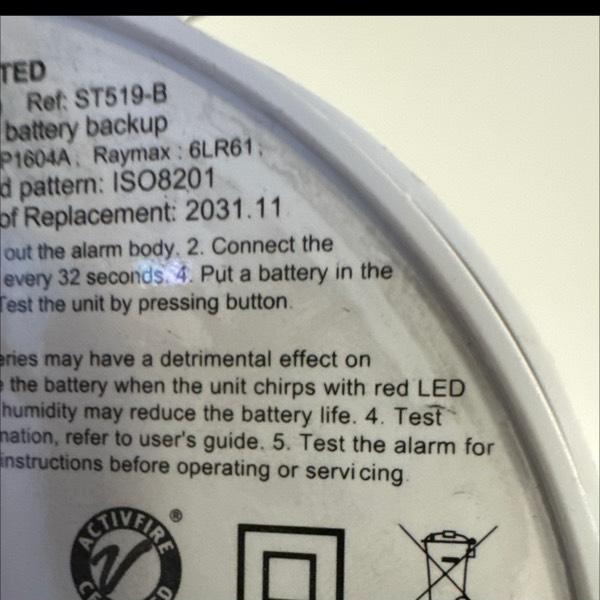 TED
Ref: ST519-B
battery backup
P1604A, Raymax : 6LR61,
d pattern: ISO8201
of Replacement: 2031.11
out the alarm body. 2. Connect the
every 32 seconds. 4. Put a battery in the
Test the unit by pressing button.
eries may have a detrimental effect on
the battery when the unit chirps with red LED
humidity may reduce the battery life. 4. Test
mation, refer to user's guide. 5. Test the alarm for
instructions before operating or servicing.
ACTIVFIRE ®